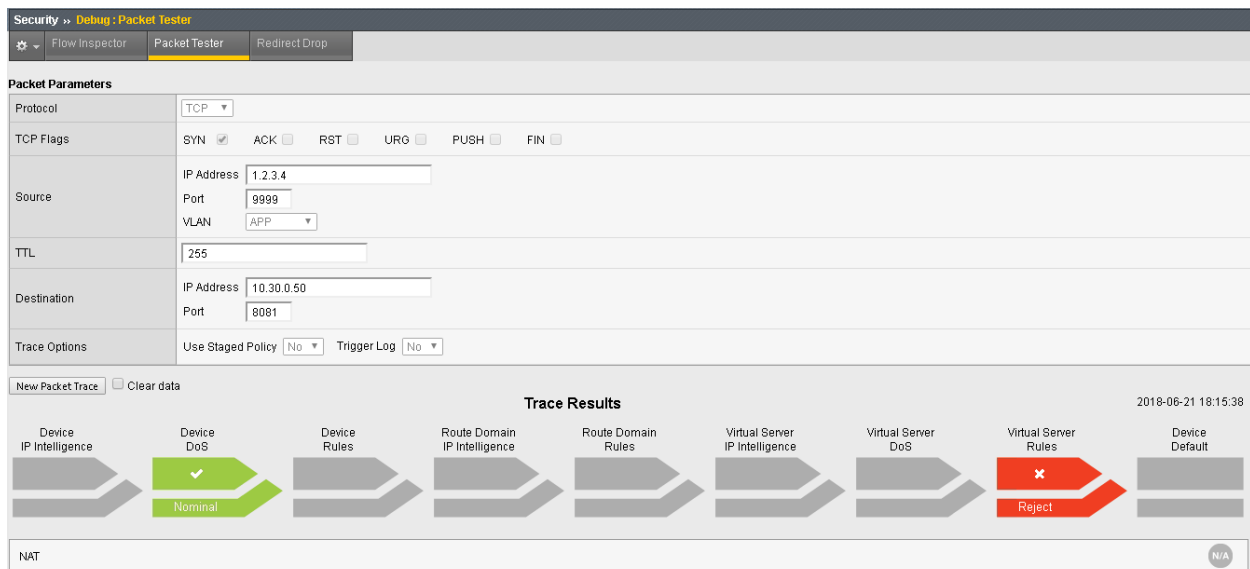 Security » Debug : Packet Tester
Flow Inspector Packet Tester Redirect Drop
Packet Parameters
Protocol TCP
TCP Flags SYN ACK RST URG PUSH FIN
Source
IP Address 1.2.3.4
Port 9999
VLAN APP
TTL 255
Destination
IP Address 10.30.0.50
Port 8081
Trace Options Use Staged Policy No Trigger Log No
New Packet Trace Clear data
Trace Results 2018-06-21 18:15:38
Device IP Intelligence
Device DoS
Device Rules
Route Domain IP Intelligence
Route Domain Rules
Virtual Server IP Intelligence
Virtual Server DoS
Virtual Server Rules
Device Default
Nominal Reject
NAT N/A